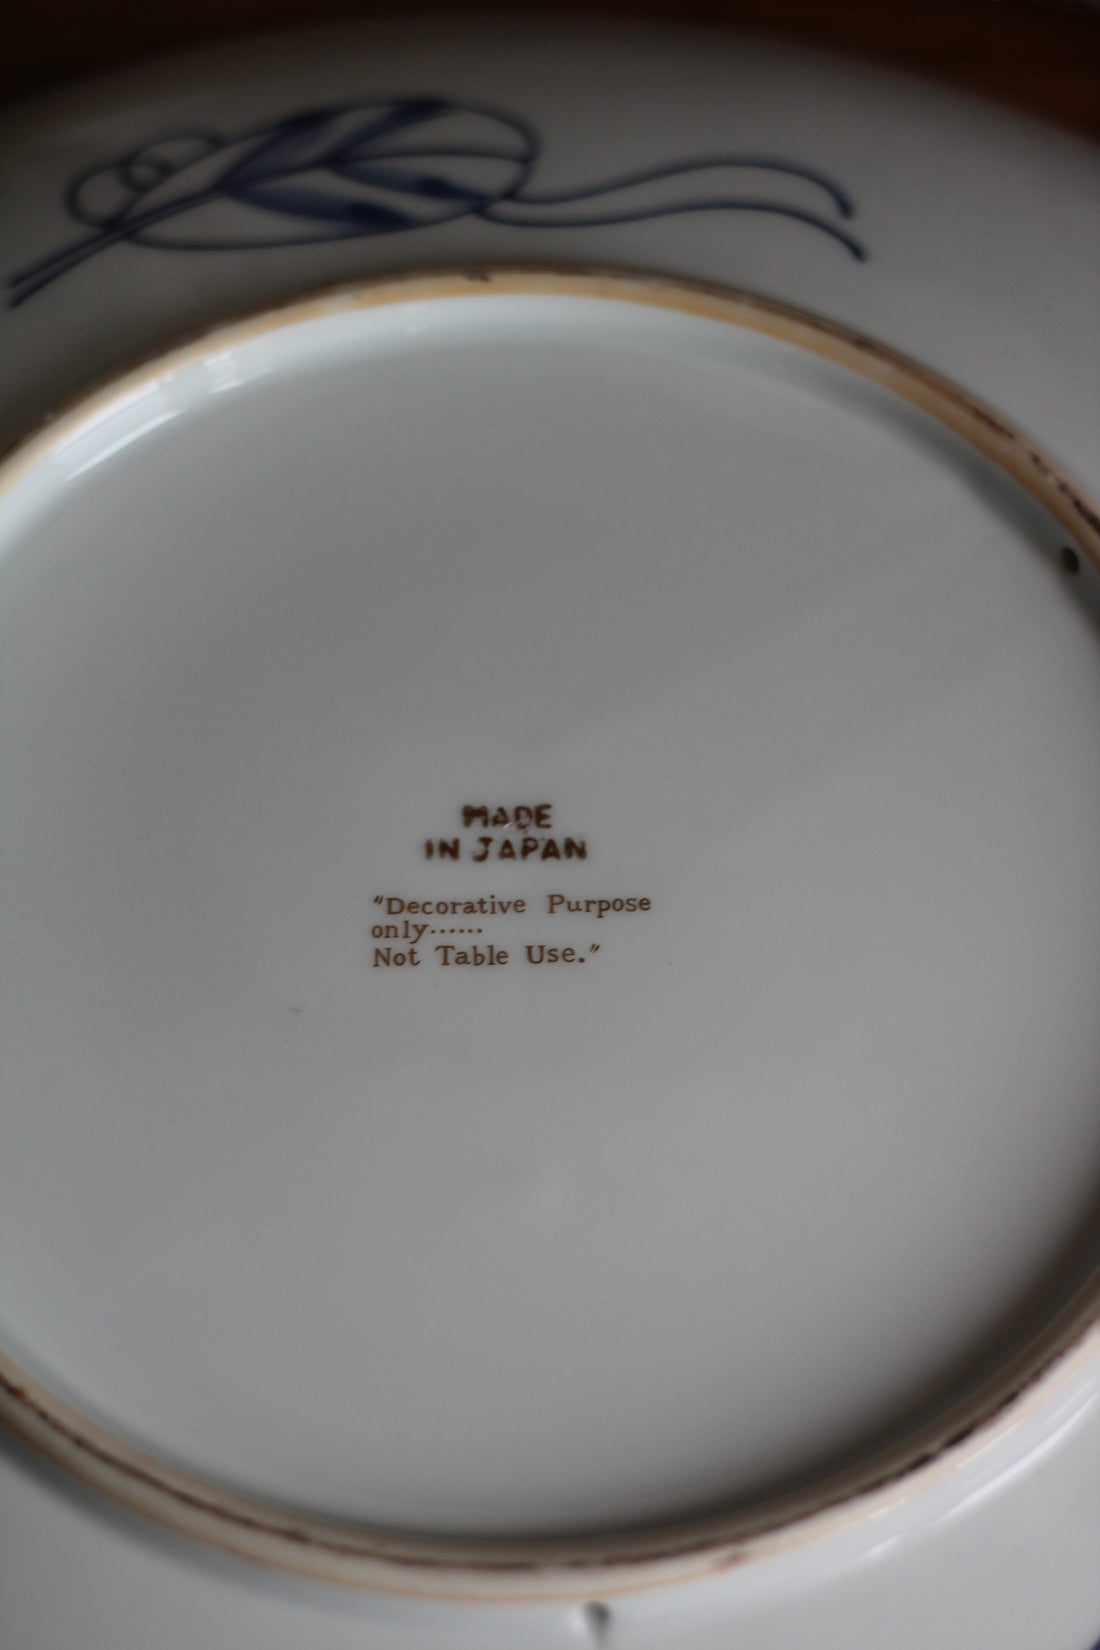 MADE
IN JAPAN
"Decorative Purpose
only······
Not Table Use."